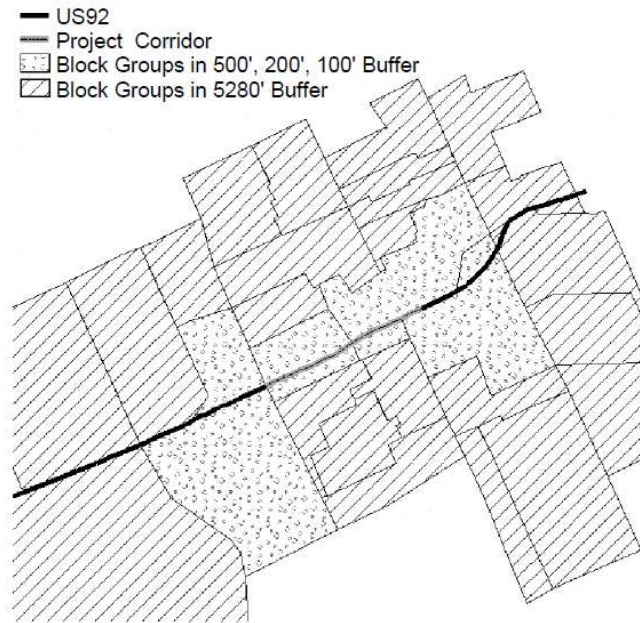 US92
Project Corridor
Block Groups in 500', 200', 100' Buffer
Block Groups in 5280' Buffer